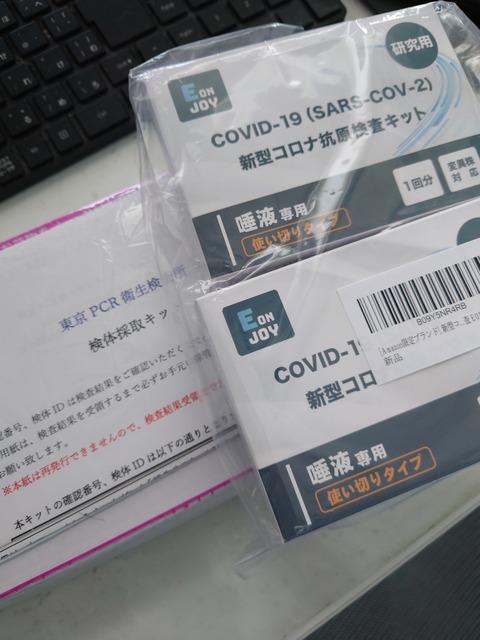 E ON
JOY
研究用
COVID-19 (SARS-COV-2)
新型コロナ抗原検査キット
1回分
変異株
対応
唾液専用
使い切りタイプ
E ON
JOY
COVID-1
新型コロ
B09Y5NR4RB
新品
唾液専用
使い切りタイプ
東京PCR衛生検 所
検体採取キッ
番号、検体IDは検査結果をご確認いただく
用紙は、検査結果を受領するまで必ずお手元
お願い致します。
※本紙は再発行できませんので、検査結果受領
本キットの確認番号、検体IDは以下の通りと